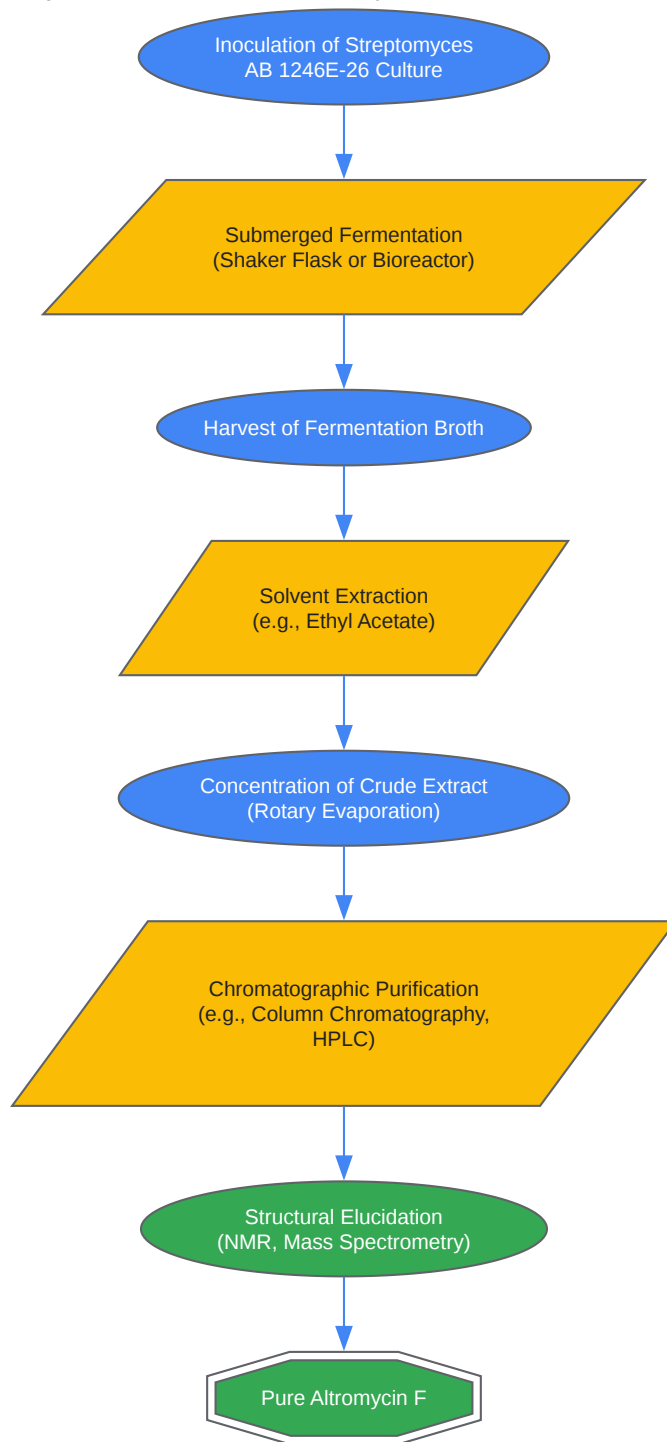 Inoculation of Streptomyces
AB 1246E-26 Culture
Submerged Fermentation
(Shaker Flask or Bioreactor)
Harvest of Fermentation Broth
Solvent Extraction
(e.g., Ethyl Acetate)
Concentration of Crude Extract
(Rotary Evaporation)
Chromatographic Purification
(e.g., Column Chromatography,
HPLC)
Structural Elucidation
(NMR, Mass Spectrometry)
Pure Altromycin F